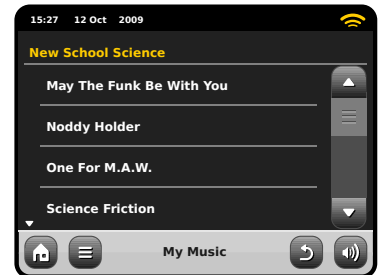 15:27 12 Oct 2009
New School Science
May The Funk Be With You
Noddy Holder
One For M.A.W.
Science Friction
My Music